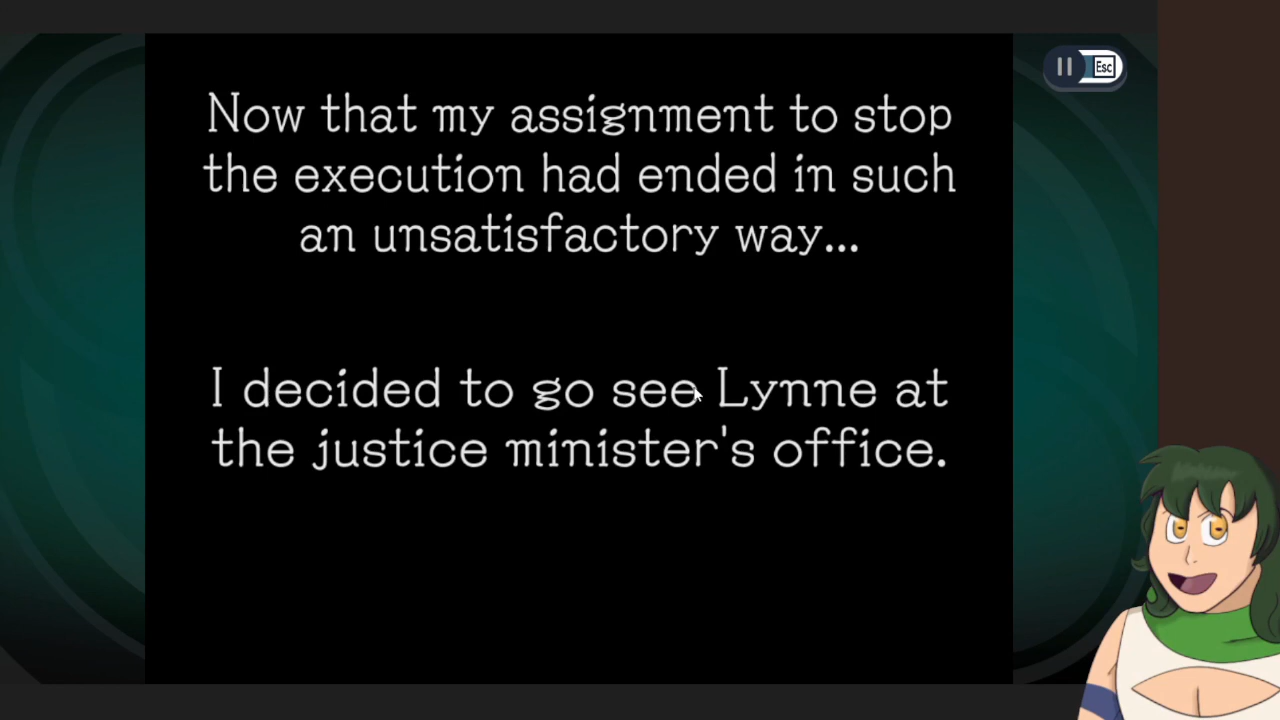 Esc
Now that my assignment to stop
the execution had ended in such
an unsatisfactory way...
I decided to go see Lynne at
the justice minister's office.